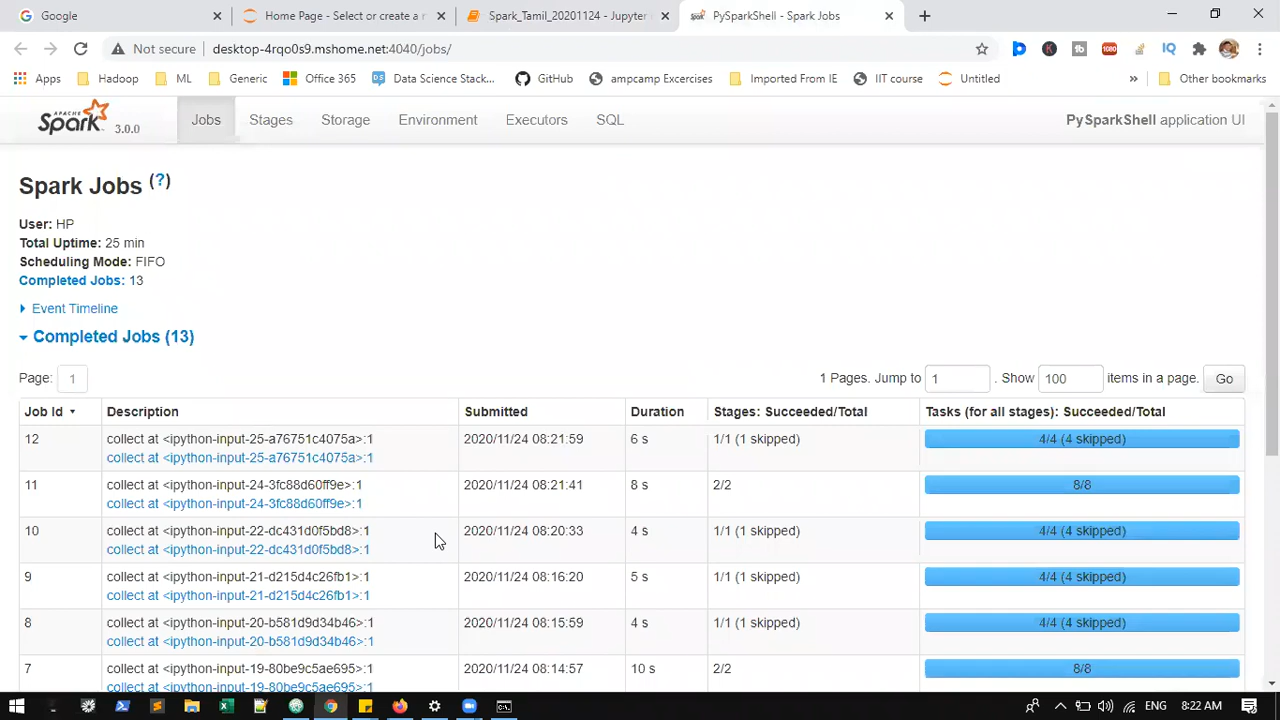 Google
Home Page - Select or create a n
Spark_Tamil_20201124 - Jupyter
PySparkShell - Spark Jobs
Not secure desktop-4rqo0s9.mshome.net:4040/jobs/
Apps Hadoop ML Generic Office 365 Data Science Stack... GitHub ampcamp Excercises Imported From IE IIT course Untitled » Other bookmarks
APACHE Spark 3.0.0 Jobs Stages Storage Environment Executors SQL PySparkShell application UI
Spark Jobs (?)
User: HP
Total Uptime: 25 min
Scheduling Mode: FIFO
Completed Jobs: 13
Event Timeline
Completed Jobs (13)
Page: 1 1 Pages. Jump to 1 . Show 100 items in a page. Go
Job Id Description Submitted Duration Stages: Succeeded/Total Tasks (for all stages): Succeeded/Total
12 collect at <ipython-input-25-a76751c4075a>:1 2020/11/24 08:21:59 6 s 1/1 (1 skipped) 4/4 (4 skipped)
collect at <ipython-input-25-a76751c4075a>:1
11 collect at <ipython-input-24-3fc88d60ff9e>:1 2020/11/24 08:21:41 8 s 2/2 8/8
collect at <ipython-input-24-3fc88d60ff9e>:1
10 collect at <ipython-input-22-dc431d0f5bd8>:1 2020/11/24 08:20:33 4 s 1/1 (1 skipped) 4/4 (4 skipped)
collect at <ipython-input-22-dc431d0f5bd8>:1
9 collect at <ipython-input-21-d215d4c26fb1>:1 2020/11/24 08:16:20 5 s 1/1 (1 skipped) 4/4 (4 skipped)
collect at <ipython-input-21-d215d4c26fb1>:1
8 collect at <ipython-input-20-b581d9d34b46>:1 2020/11/24 08:15:59 4 s 1/1 (1 skipped) 4/4 (4 skipped)
collect at <ipython-input-20-b581d9d34b46>:1
7 collect at <ipython-input-19-80be9c5ae695>:1 2020/11/24 08:14:57 10 s 2/2 8/8
collect at <ipython-input-19-80be9c5ae695>:1
ENG 8:22 AM